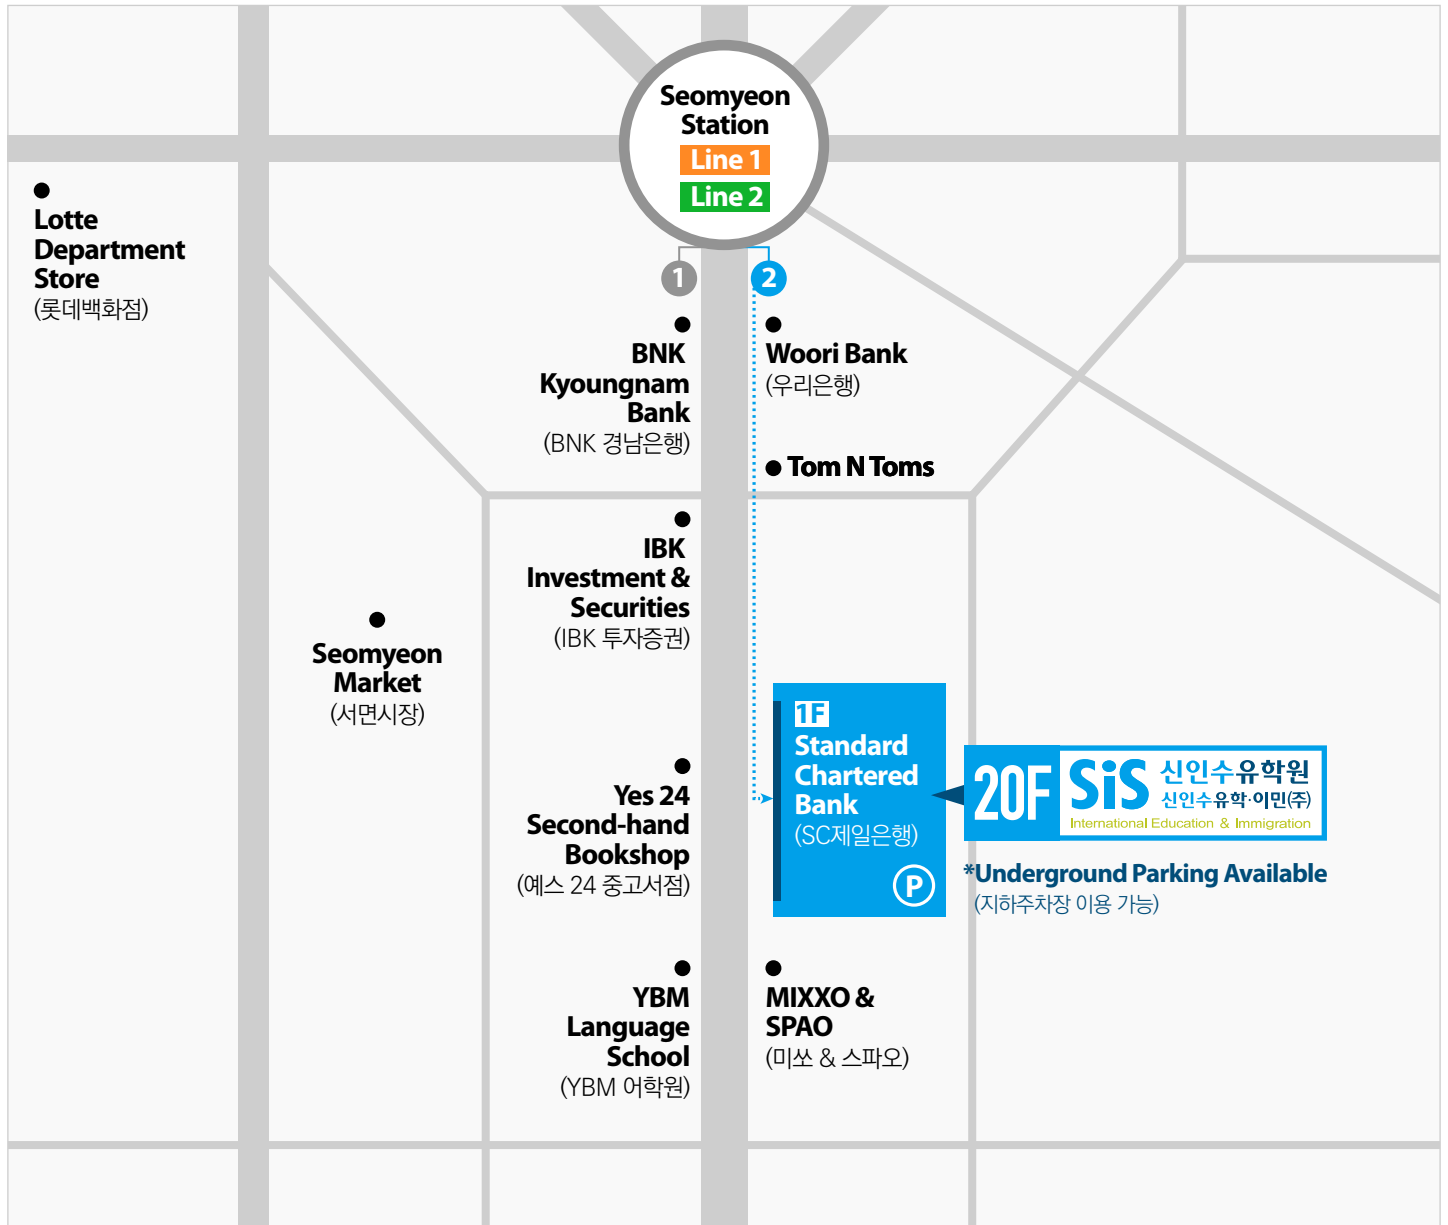 Seomyeon
Station
Line 1
Line 2
1
2
Lotte
Department
Store
(롯데백화점)
BNK
Kyoungnam
Bank
(BNK 경남은행)
Woori Bank
(우리은행)
Tom N Toms
IBK
Investment &
Securities
(IBK 투자증권)
Seomyeon
Market
(서면시장)
1F
Standard
Chartered
Bank
(SC제일은행)
P
20F
SiS
신인수유학원
신인수유학·이민(주)
International Education & Immigration
*Underground Parking Available
(지하주차장 이용 가능)
Yes 24
Second-hand
Bookshop
(예스 24 중고서점)
YBM
Language
School
(YBM 어학원)
MIXXO &
SPAO
(미쏘 & 스파오)